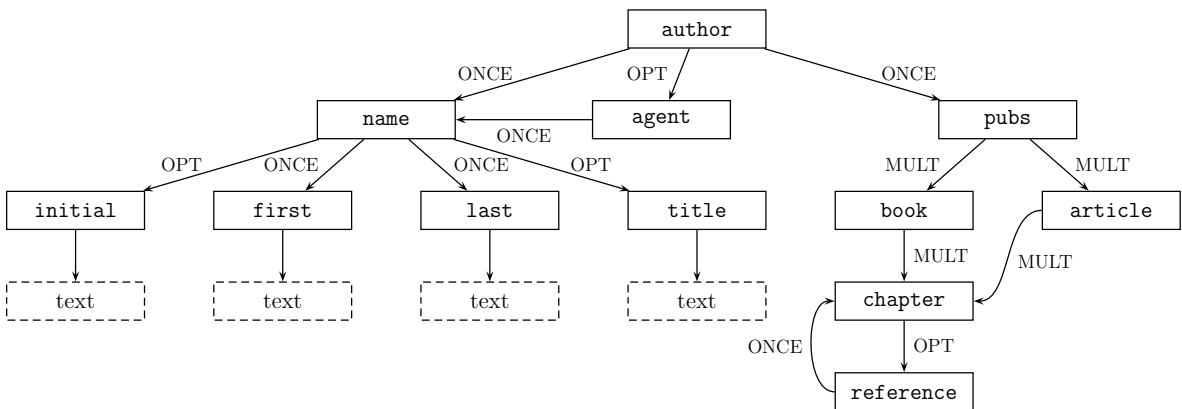 author
ONCE OPT ONCE
name agent pubs
ONCE
OPT ONCE ONCE OPT MULT MULT
initial first last title book article
MULT MULT
text text text text chapter
ONCE OPT
reference